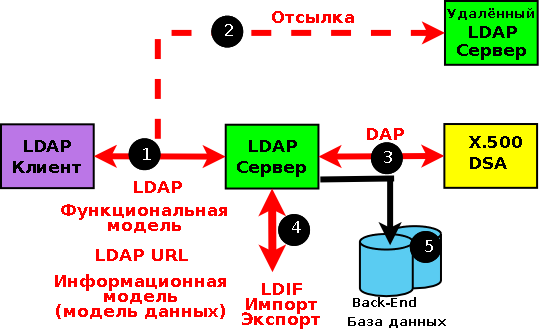 Отсылка
2
Удалённый
LDAP
Сервер
LDAP
Клиент
1
LDAP
Сервер
DAP
3
X.500
DSA
LDAP
Функциональная
модель
LDAP URL
Информационная
модель
(модель данных)
4
LDIF
Импорт
Экспорт
5
Back-End
База данных